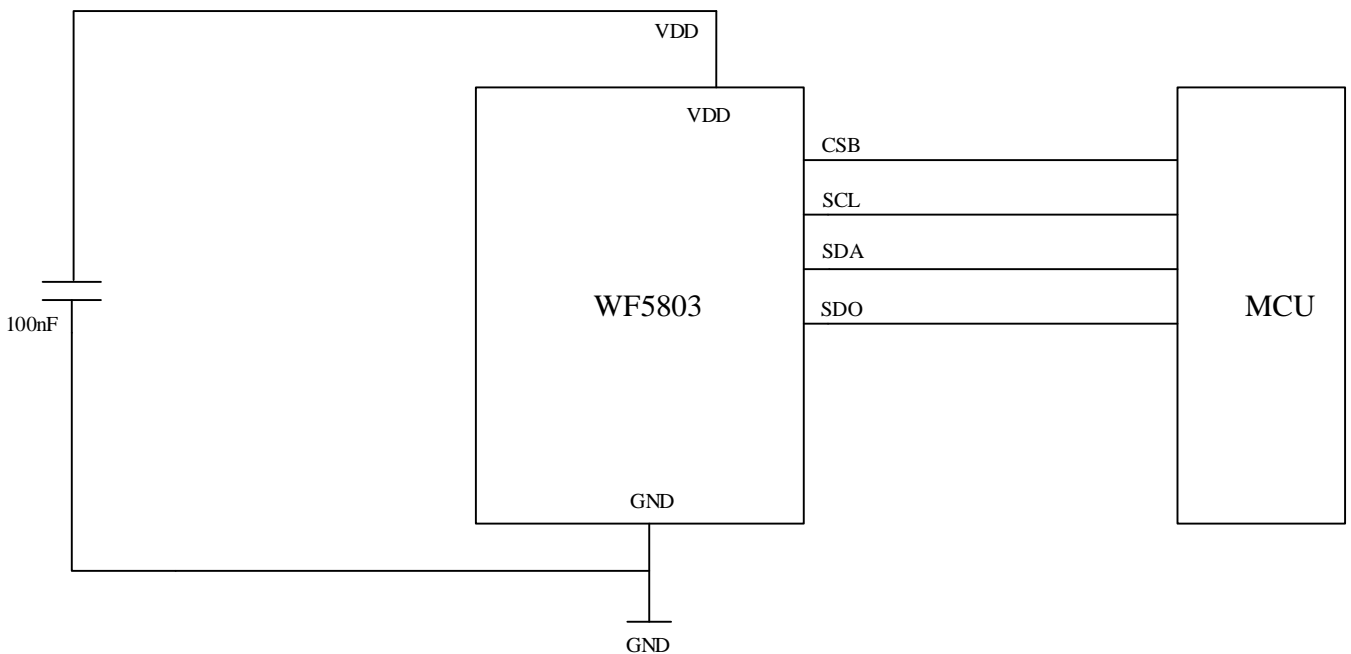 VDD
VDD
CSB
SCL
SDA
WF5803
SDO
MCU
100nF
GND
GND